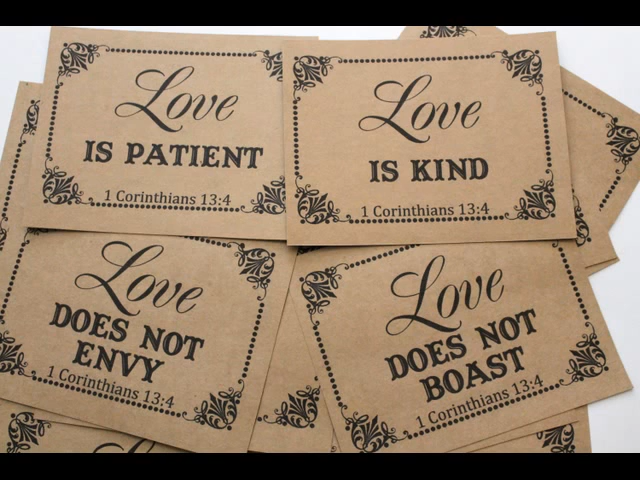 Love
IS PATIENT
1 Corinthians 13:4
Love
IS KIND
1 Corinthians 13:4
Love
DOES NOT
ENVY
1 Corinthians 13:4
Love
DOES NOT
BOAST
1 Corinthians 13:4